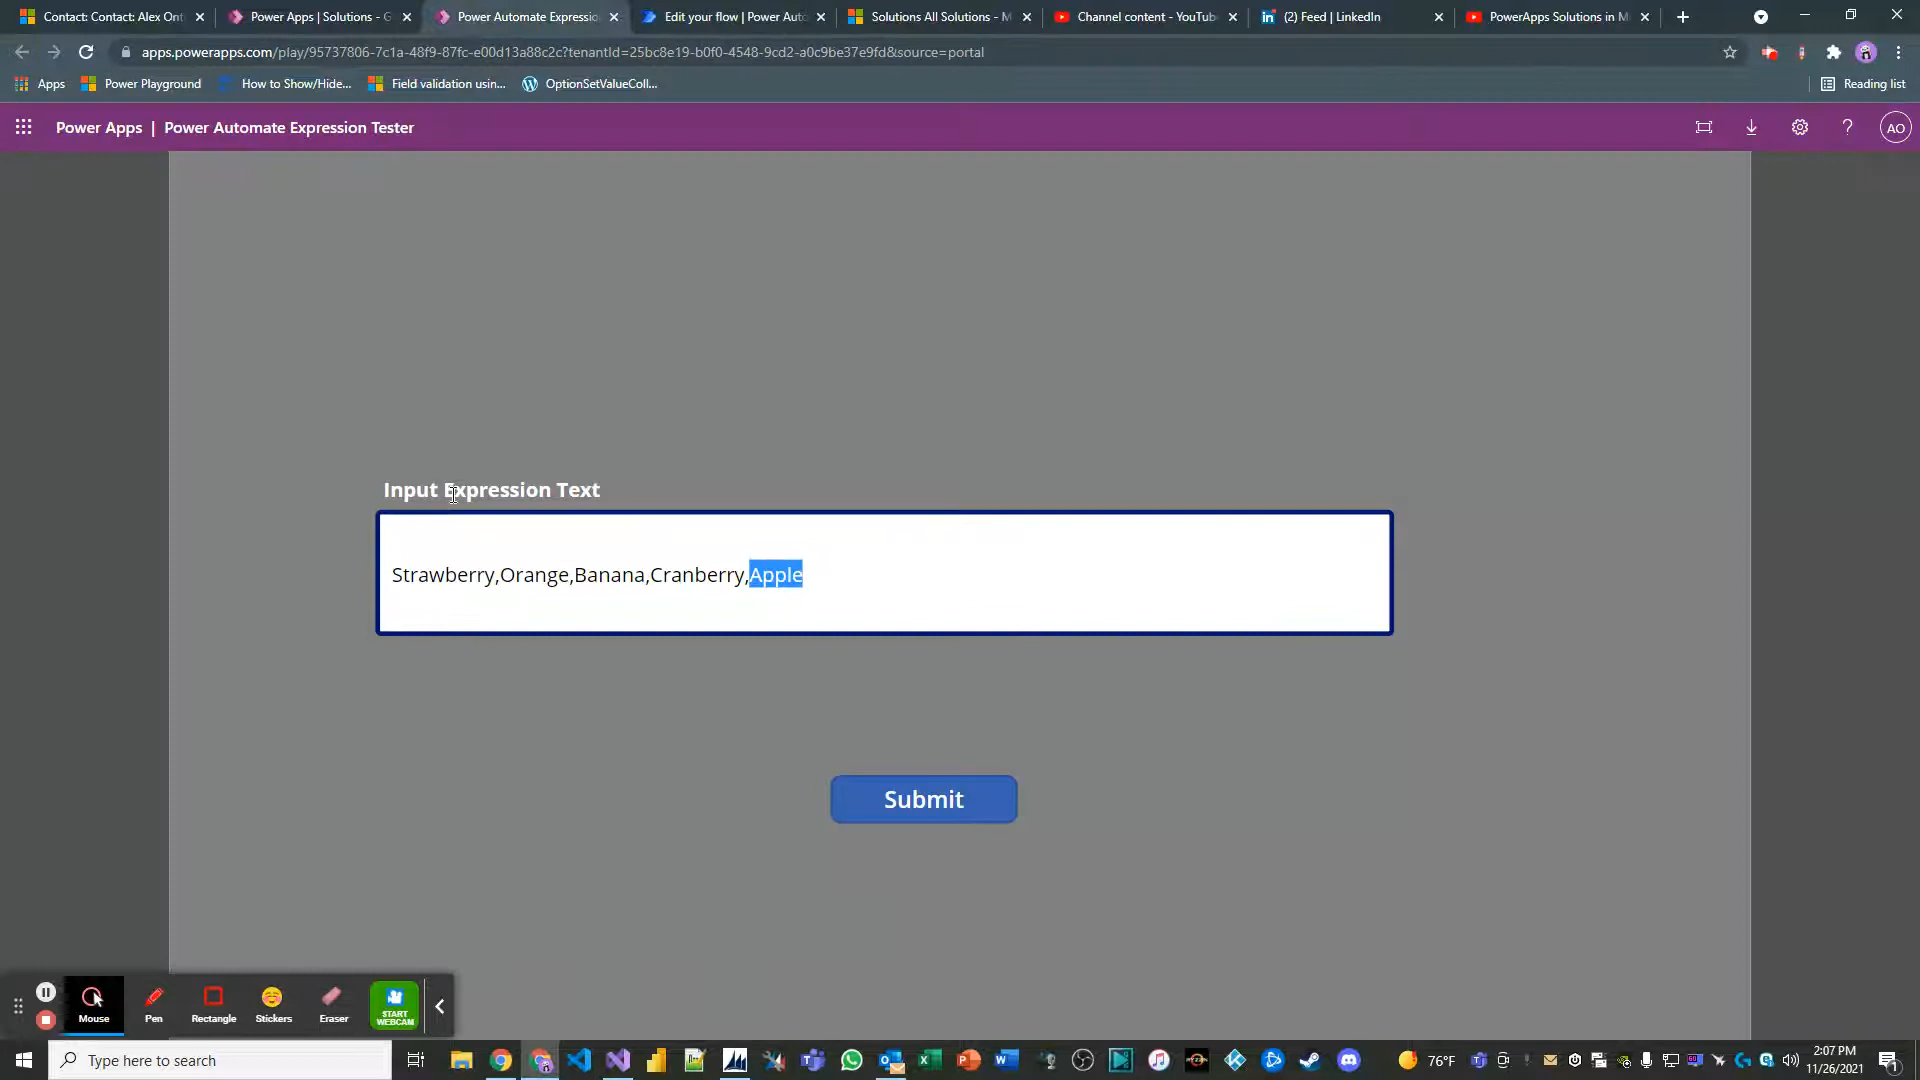 Contact: Contact: Alex Ont
Power Apps | Solutions - G
Power Automate Expressio
Edit your flow | Power Auto
Solutions All Solutions - M
Channel content - YouTub
(2) Feed | LinkedIn
PowerApps Solutions in M
apps.powerapps.com/play/95737806-7c1a-48f9-87fc-e00d13a88c2c?tenantId=25bc8e19-b0f0-4548-9cd2-a0c9be37e9fd&source=portal
Apps
Power Playground
How to Show/Hide...
Field validation usin...
OptionSetValueColl...
Reading list
Power Apps | Power Automate Expression Tester
AO
Input Expression Text
Strawberry,Orange,Banana,Cranberry,Apple
Submit
Mouse
Pen
Rectangle
Stickers
Eraser
START
WEBCAM
Type here to search
76°F
2:07 PM
11/26/2021